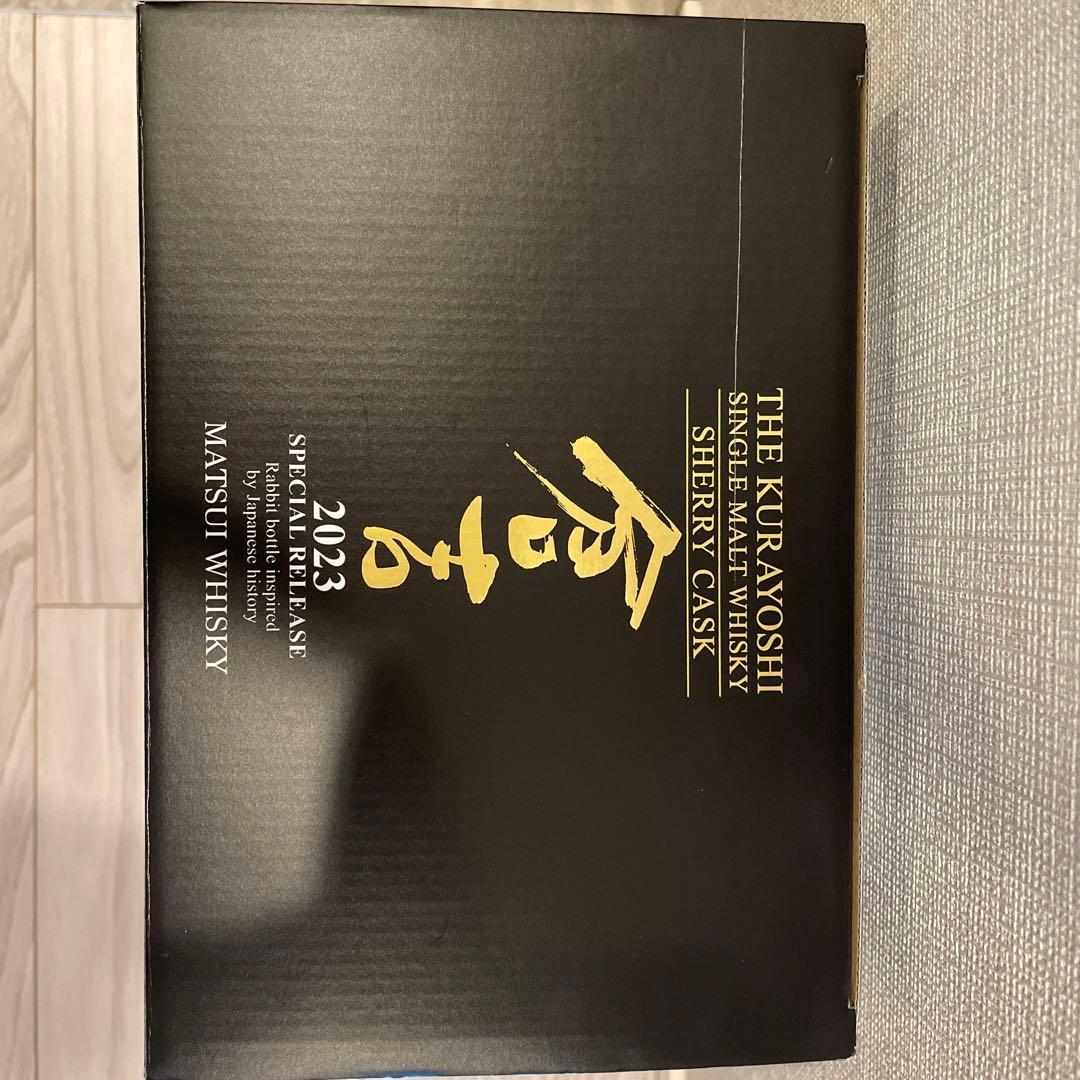 THE KURAYOSHI
SINGLE MALT WHISKY
SHERRY CASK
倉吉
2023
SPECIAL RELEASE
Rabbit bottle inspired
by Japanese history
MATSUI WHISKY